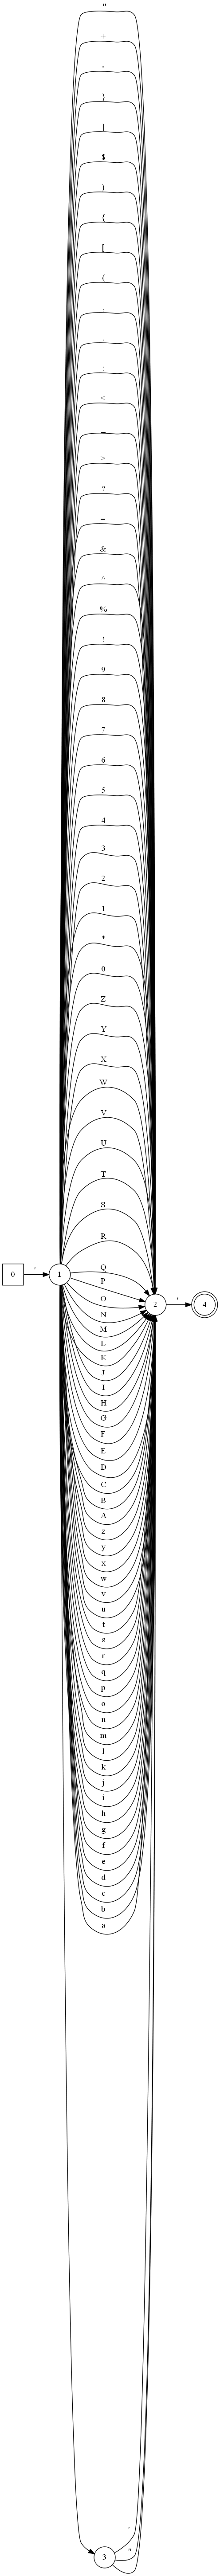 "
+
-
}
]
$
)
{
[
(
,
.
:
<
_
>
?
=
&
^
%
!
9
8
7
6
5
4
3
2
1
+
0
Z
Y
X
W
V
U
T
S
R
Q
P
O
N
M
L
K
J
I
H
G
F
E
D
C
B
A
z
y
x
w
v
u
t
s
r
q
p
o
n
m
l
k
j
i
h
g
f
e
d
c
b
a
0
'
1
2
'
4
3
'
"